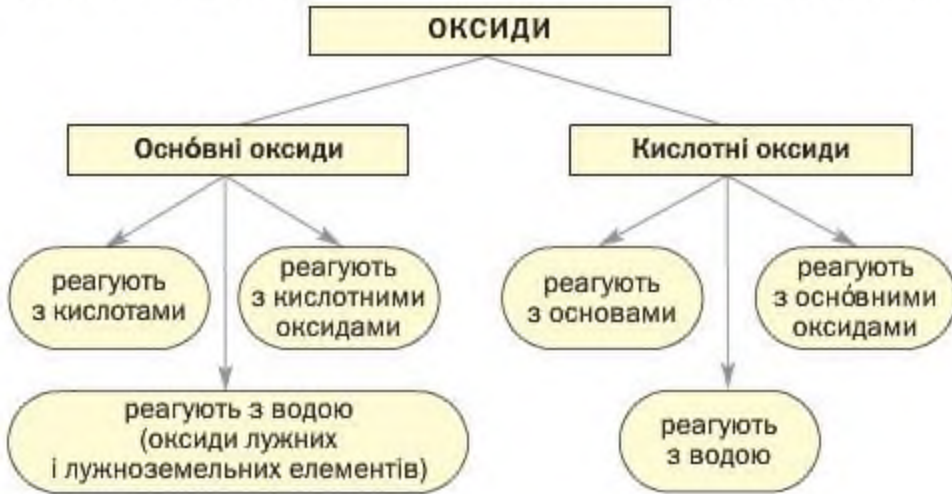 ОКСИДИ
Осно́вні оксиди
Кислотні оксиди
реагують
з кислотами
реагують
з кислотними
оксидами
реагують
з основами
реагують
з осно́вними
оксидами
реагують з водою
(оксиди лужних
і лужноземельних елементів)
реагують
з водою